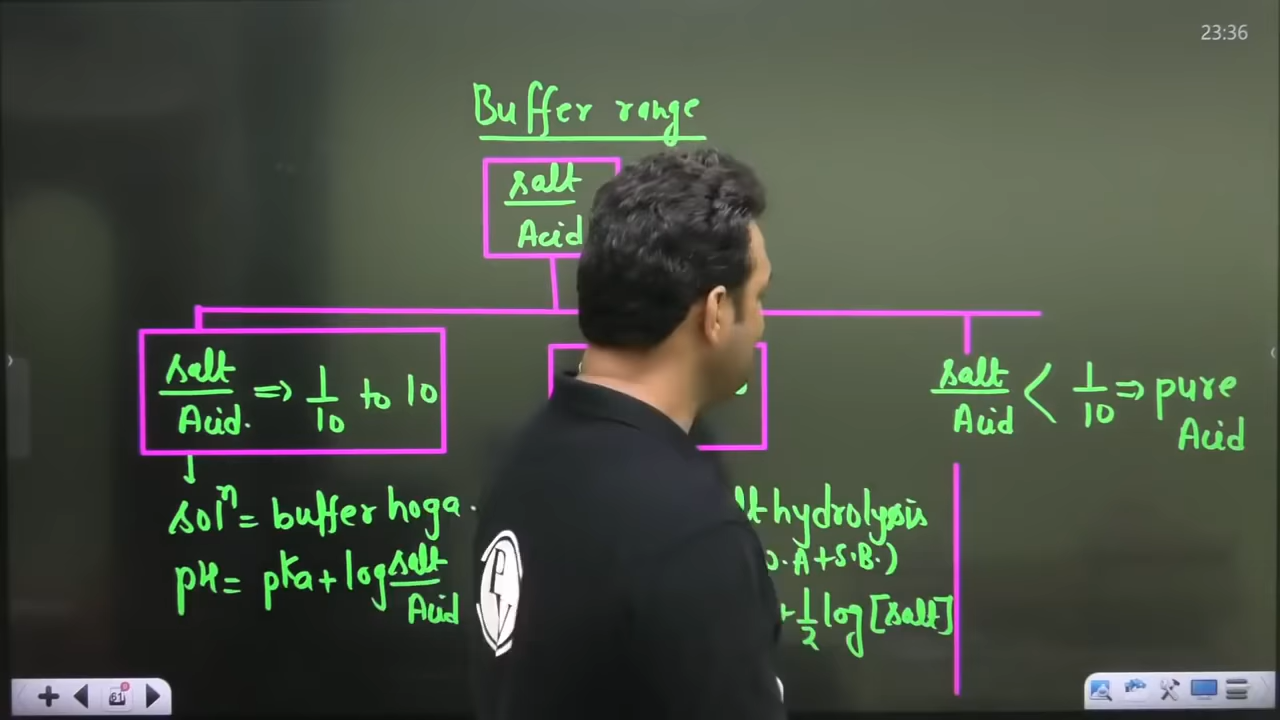 23:36
Buffer range
salt
Acid
salt
Acid.
=> 1/10 to 10
salt
Acid
< 1/10 => pure
Acid
solⁿ = buffer hoga.
pH = pKa + log salt
Acid
hydrolysis
A + S.B.)
+ 1/2 log [salt]
61